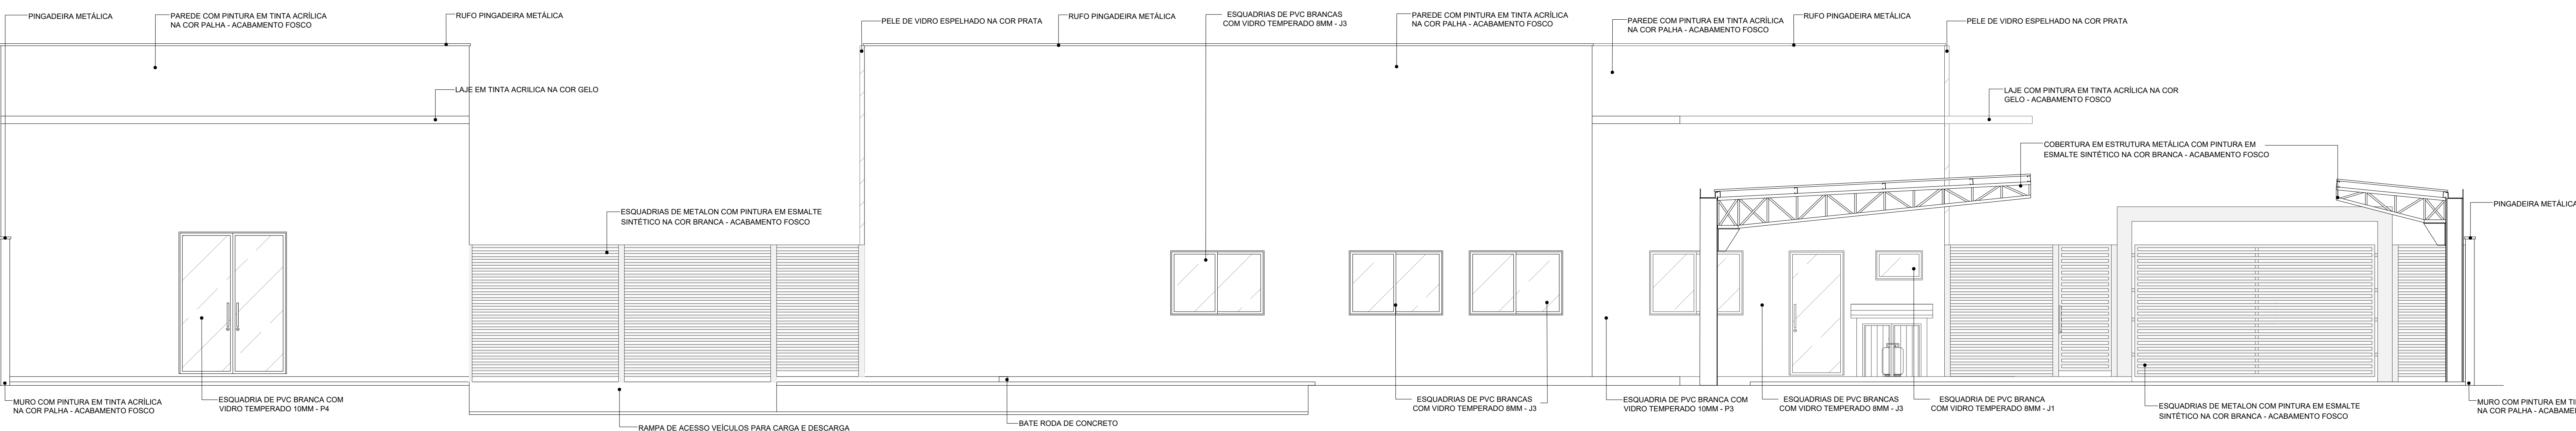 PINGADEIRA METÁLICA
PAREDE COM PINTURA EM TINTA ACRÍLICA
NA COR PALHA - ACABAMENTO FOSCO
RUFO PINGADEIRA METÁLICA
PELE DE VIDRO ESPELHADO NA COR PRATA
RUFO PINGADEIRA METÁLICA
ESQUADRIAS DE PVC BRANCAS
COM VIDRO TEMPERADO 8MM - J3
PAREDE COM PINTURA EM TINTA ACRÍLICA
NA COR PALHA - ACABAMENTO FOSCO
PAREDE COM PINTURA EM TINTA ACRÍLICA
NA COR PALHA - ACABAMENTO FOSCO
RUFO PINGADEIRA METÁLICA
PELE DE VIDRO ESPELHADO NA COR PRATA
LAJE EM TINTA ACRILICA NA COR GELO
LAJE COM PINTURA EM TINTA ACRÍLICA NA COR
GELO - ACABAMENTO FOSCO
COBERTURA EM ESTRUTURA METÁLICA COM PINTURA EM
ESMALTE SINTÉTICO NA COR BRANCA - ACABAMENTO FOSCO
ESQUADRIAS DE METALON COM PINTURA EM ESMALTE
SINTÉTICO NA COR BRANCA - ACABAMENTO FOSCO
PINGADEIRA METÁLICA
MURO COM PINTURA EM TINTA ACRÍLICA
NA COR PALHA - ACABAMENTO FOSCO
ESQUADRIA DE PVC BRANCA COM
VIDRO TEMPERADO 10MM - P4
RAMPA DE ACESSO VEÍCULOS PARA CARGA E DESCARGA
BATE RODA DE CONCRETO
ESQUADRIAS DE PVC BRANCAS
COM VIDRO TEMPERADO 8MM - J3
ESQUADRIA DE PVC BRANCA COM
VIDRO TEMPERADO 10MM - P3
ESQUADRIAS DE PVC BRANCAS
COM VIDRO TEMPERADO 8MM - J3
ESQUADRIA DE PVC BRANCA
COM VIDRO TEMPERADO 8MM - J1
ESQUADRIAS DE METALON COM PINTURA EM ESMALTE
SINTÉTICO NA COR BRANCA - ACABAMENTO FOSCO
MURO COM PINTURA EM
NA COR PALHA -